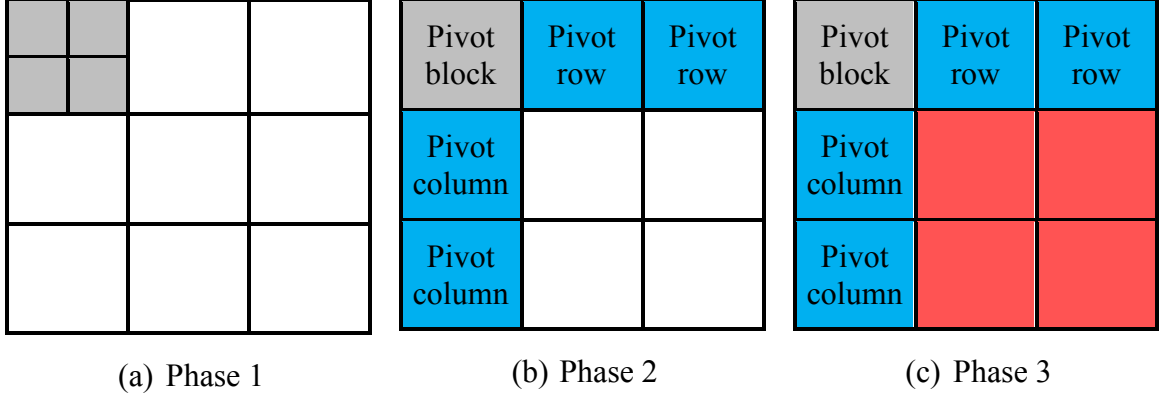 Pivot
block
Pivot
row
Pivot
row
Pivot
column
Pivot
column
Pivot
block
Pivot
row
Pivot
row
Pivot
column
Pivot
column
(a) Phase 1
(b) Phase 2
(c) Phase 3